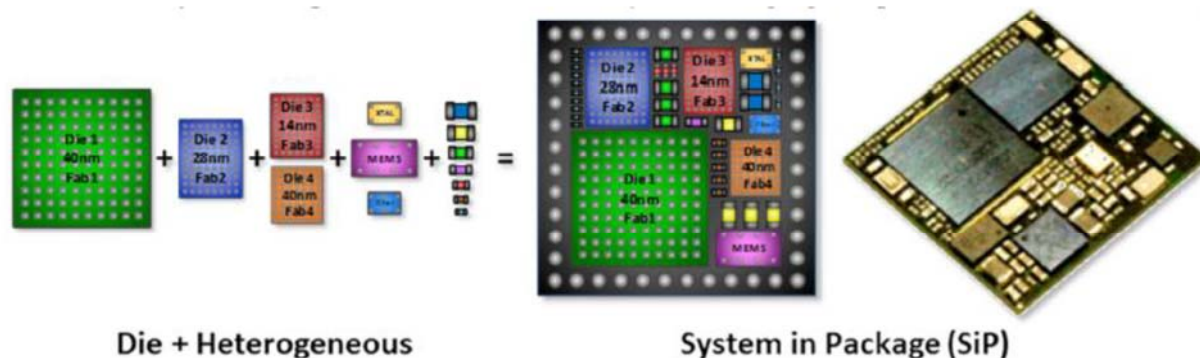 Die 1
40nm
Fab1
+
Die 2
28nm
Fab2
+
Die 3
14nm
Fab3
Die 4
40nm
Fab4
+
XTAL
MEMS
+
=
Die 2
28nm
Fab2
Die 3
14nm
Fab3
XTAL
Die 1
40nm
Fab1
Die 4
40nm
Fab4
MEMS
Die + Heterogeneous
System in Package (SiP)